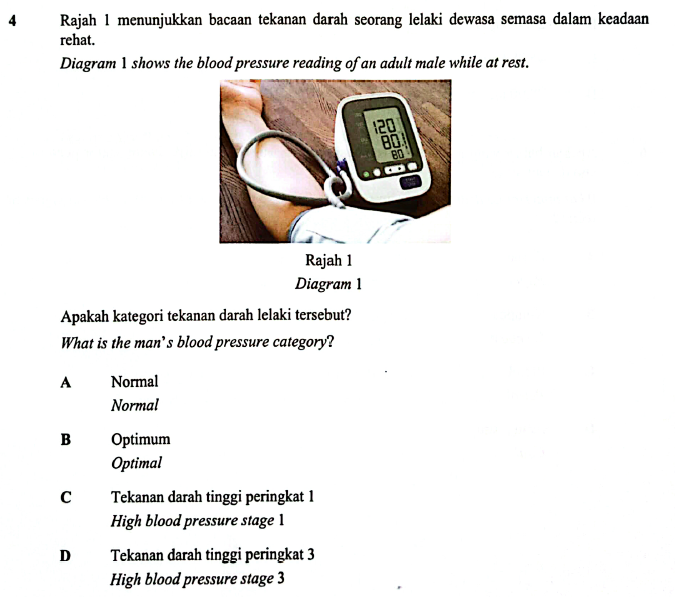 4 Rajah 1 menunjukkan bacaan tekanan darah seorang lelaki dewasa semasa dalam keadaan
rehat.
Diagram 1 shows the blood pressure reading of an adult male while at rest.
120
80
80
Rajah 1
Diagram 1
Apakah kategori tekanan darah lelaki tersebut?
What is the man's blood pressure category?
A Normal
Normal
B Optimum
Optimal
C Tekanan darah tinggi peringkat 1
High blood pressure stage 1
D Tekanan darah tinggi peringkat 3
High blood pressure stage 3